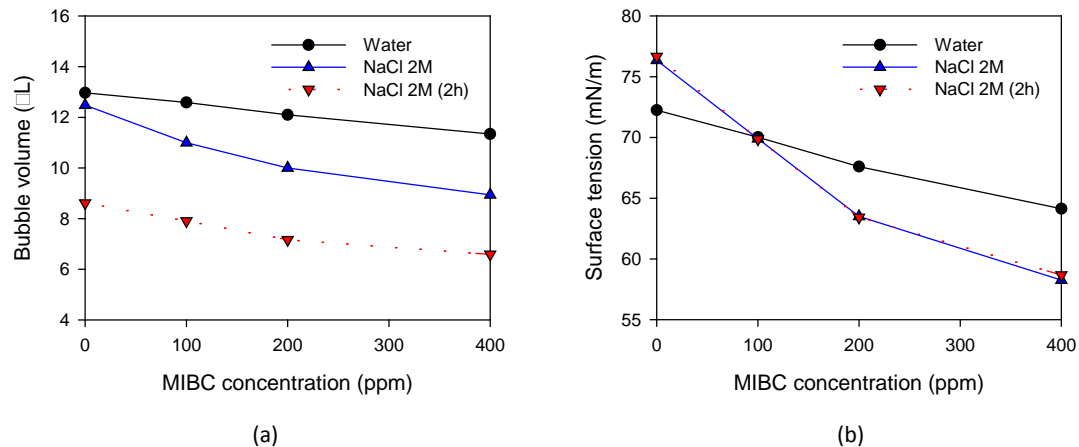 16
14
12
10
8
6
4
Bubble volume (□L)
Water
NaCl 2M
NaCl 2M (2h)
0 100 200 300 400
MIBC concentration (ppm)
(a)
80
75
70
65
60
55
Surface tension (mN/m)
Water
NaCl 2M
NaCl 2M (2h)
0 100 200 300 400
MIBC concentration (ppm)
(b)